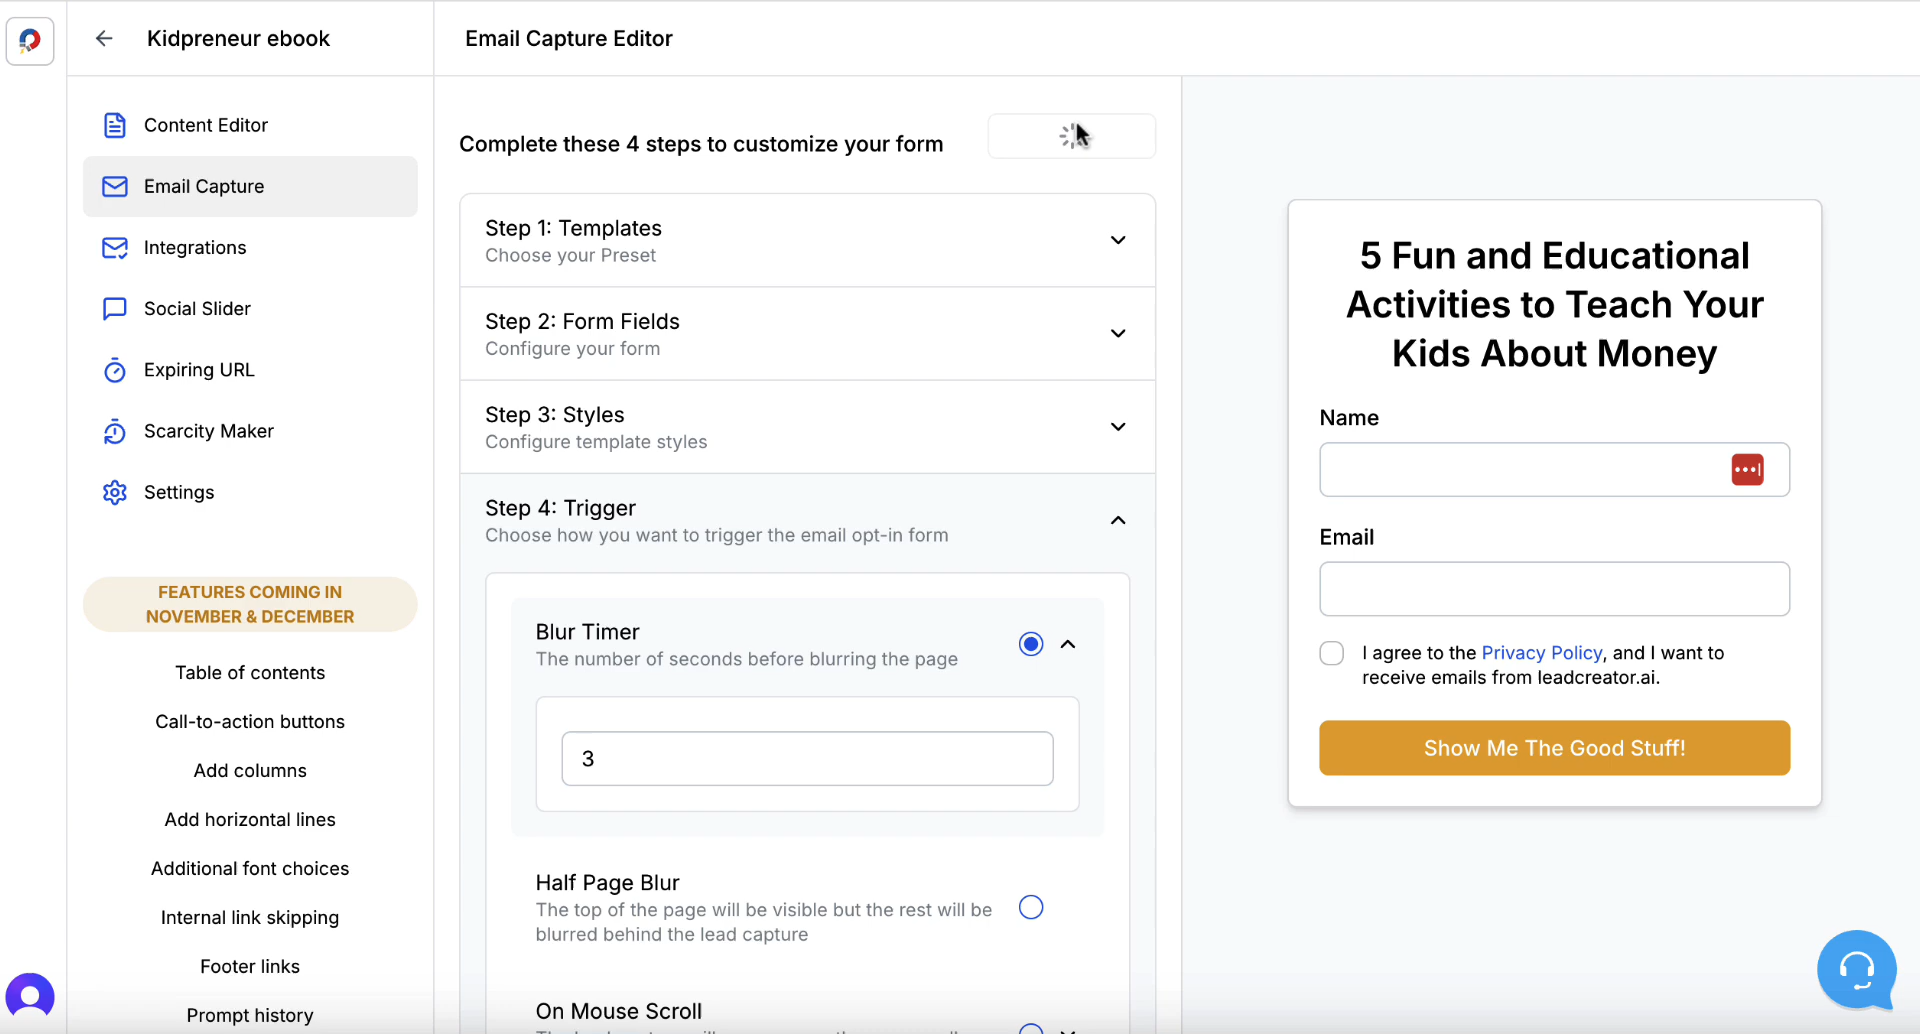 Kidpreneur ebook
Email Capture Editor
Content Editor
Email Capture
Integrations
Social Slider
Expiring URL
Scarcity Maker
Settings
FEATURES COMING IN
NOVEMBER & DECEMBER
Table of contents
Call-to-action buttons
Add columns
Add horizontal lines
Additional font choices
Internal link skipping
Footer links
Prompt history
Complete these 4 steps to customize your form
Step 1: Templates
Choose your Preset
Step 2: Form Fields
Configure your form
Step 3: Styles
Configure template styles
Step 4: Trigger
Choose how you want to trigger the email opt-in form
Blur Timer
The number of seconds before blurring the page
3
Half Page Blur
The top of the page will be visible but the rest will be
blurred behind the lead capture
On Mouse Scroll
5 Fun and Educational
Activities to Teach Your
Kids About Money
Name
Email
I agree to the Privacy Policy, and I want to
receive emails from leadcreator.ai.
Show Me The Good Stuff!